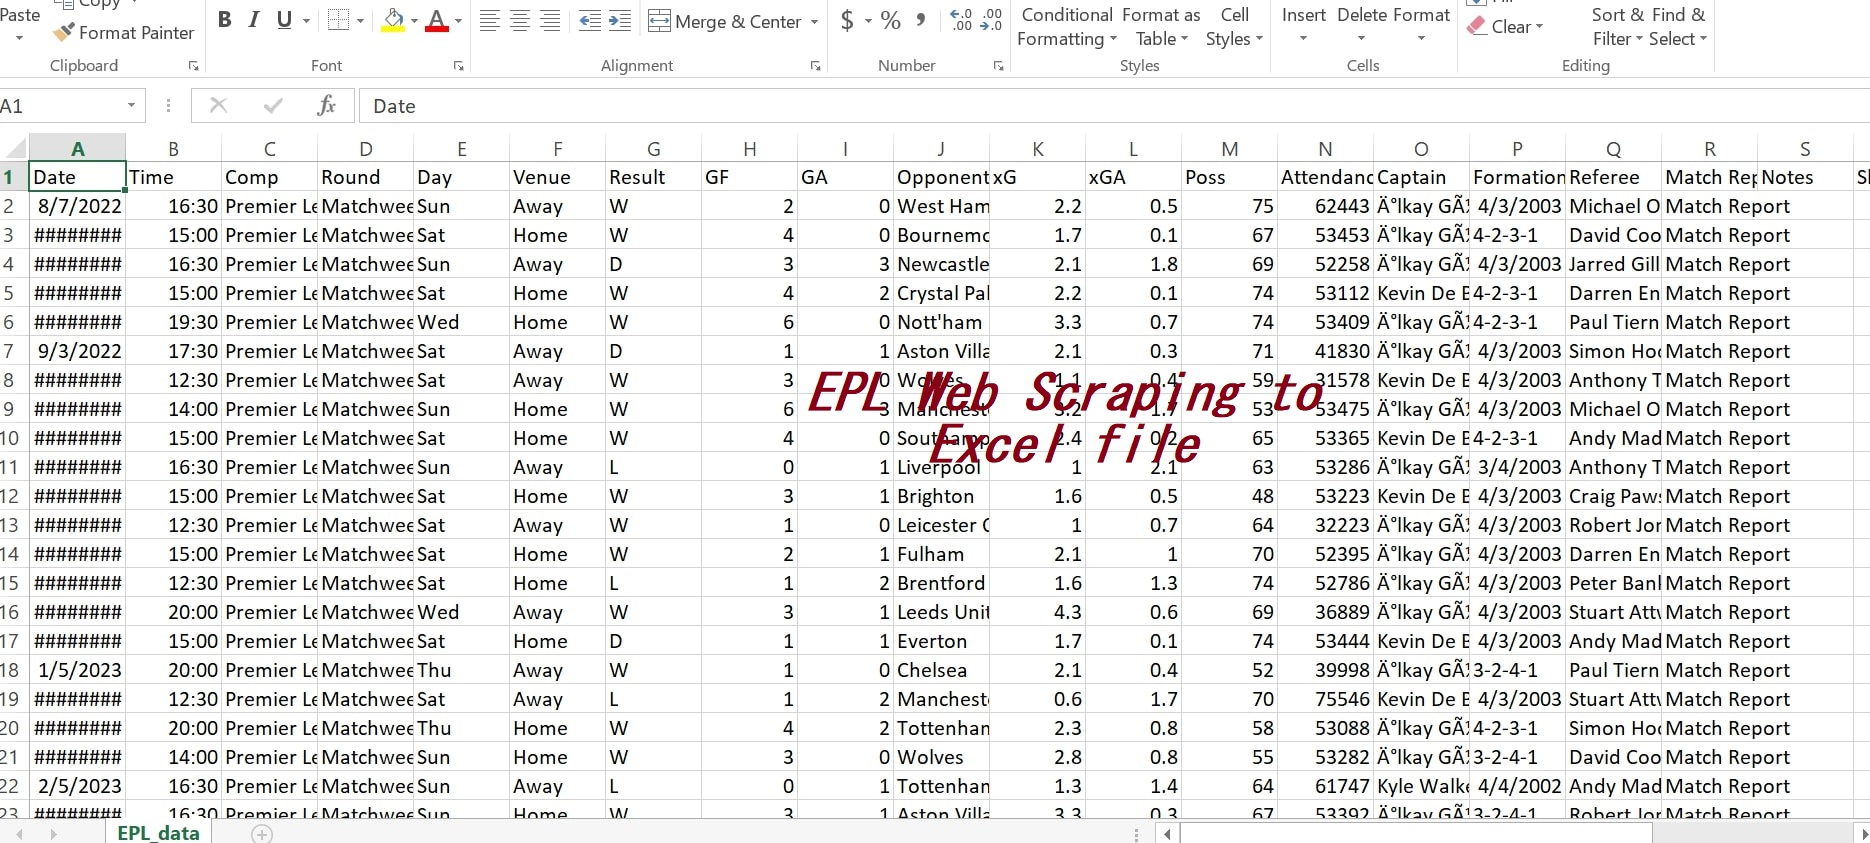 Paste Copy
Format Painter
B I U A Merge & Center $ % , .0 .00 .00 .0
Conditional Formatting Format as Table Cell Styles Insert Delete Format Clear Sort & Filter Find & Select
Clipboard Font Alignment Number Styles Cells Editing
A1 fx Date
A B C D E F G H I J K L M N O P Q R S
1 Date Time Comp Round Day Venue Result GF GA Opponent xG xGA Poss Attendanc Captain Formation Referee Match Rep Notes
2 8/7/2022 16:30 Premier Le Matchwee Sun Away W 2 0 West Ham 2.2 0.5 75 62443 Ä°lkay GÃ¼ 4/3/2003 Michael O Match Report
3 ######## 15:00 Premier Le Matchwee Sat Home W 4 0 Bournemo 1.7 0.1 67 53453 Ä°lkay GÃ¼ 4-2-3-1 David Coo Match Report
4 ######## 16:30 Premier Le Matchwee Sun Away D 3 3 Newcastle 2.1 1.8 69 52258 Ä°lkay GÃ¼ 4/3/2003 Jarred Gill Match Report
5 ######## 15:00 Premier Le Matchwee Sat Home W 4 2 Crystal Pal 2.2 0.1 74 53112 Kevin De B 4-2-3-1 Darren En Match Report
6 ######## 19:30 Premier Le Matchwee Wed Home W 6 0 Nott'ham 3.3 0.7 74 53409 Ä°lkay GÃ¼ 4-2-3-1 Paul Tiern Match Report
7 9/3/2022 17:30 Premier Le Matchwee Sat Away D 1 1 Aston Villa 2.1 0.3 71 41830 Ä°lkay GÃ¼ 4/3/2003 Simon Hoo Match Report
8 ######## 12:30 Premier Le Matchwee Sat Away W 3 0 Wolves 1.1 0.4 59 31578 Kevin De B 4/3/2003 Anthony T Match Report
EPL Web Scraping to
9 ######## 14:00 Premier Le Matchwee Sun Home W 6 3 Manchest 3.2 1.7 53 53475 Ä°lkay GÃ¼ 4/3/2003 Michael O Match Report
10 ######## 15:00 Premier Le Matchwee Sat Home W 4 0 Southamp 2.4 0.2 65 53365 Kevin De B 4-2-3-1 Andy Mad Match Report
Excel file
11 ######## 16:30 Premier Le Matchwee Sun Away L 0 1 Liverpool 1 2.1 63 53286 Ä°lkay GÃ¼ 3/4/2003 Anthony T Match Report
12 ######## 15:00 Premier Le Matchwee Sat Home W 3 1 Brighton 1.6 0.5 48 53223 Kevin De B 4/3/2003 Craig Paws Match Report
13 ######## 12:30 Premier Le Matchwee Sat Away W 1 0 Leicester C 1 0.7 64 32223 Ä°lkay GÃ¼ 4/3/2003 Robert Jor Match Report
14 ######## 15:00 Premier Le Matchwee Sat Home W 2 1 Fulham 2.1 1 70 52395 Ä°lkay GÃ¼ 4/3/2003 Darren En Match Report
15 ######## 12:30 Premier Le Matchwee Sat Home L 1 2 Brentford 1.6 1.3 74 52786 Ä°lkay GÃ¼ 4/3/2003 Peter Bank Match Report
16 ######## 20:00 Premier Le Matchwee Wed Away W 3 1 Leeds Unit 4.3 0.6 69 36889 Ä°lkay GÃ¼ 4/3/2003 Stuart Attw Match Report
17 ######## 15:00 Premier Le Matchwee Sat Home D 1 1 Everton 1.7 0.1 74 53444 Kevin De B 4/3/2003 Andy Mad Match Report
18 1/5/2023 20:00 Premier Le Matchwee Thu Away W 1 0 Chelsea 2.1 0.4 52 39998 Ä°lkay GÃ¼ 3-2-4-1 Paul Tiern Match Report
19 ######## 12:30 Premier Le Matchwee Sat Away L 1 2 Manchest 0.6 1.7 70 75546 Kevin De B 4/3/2003 Stuart Attw Match Report
20 ######## 20:00 Premier Le Matchwee Thu Home W 4 2 Tottenhan 2.3 0.8 58 53088 Ä°lkay GÃ¼ 4-2-3-1 Simon Hoo Match Report
21 ######## 14:00 Premier Le Matchwee Sun Home W 3 0 Wolves 2.8 0.8 55 53282 Ä°lkay GÃ¼ 3-2-4-1 David Coo Match Report
22 2/5/2023 16:30 Premier Le Matchwee Sun Away L 0 1 Tottenhan 1.3 1.4 64 61747 Kyle Walke 4/4/2002 Andy Mad Match Report
23 ######## 16:30 Premier Le Matchwee Sun Home W 3 1 Aston Villa 3.3 0.3 67 53392 Ä°lkay GÃ¼ 3-2-4-1 Robert Jor Match Report
EPL_data